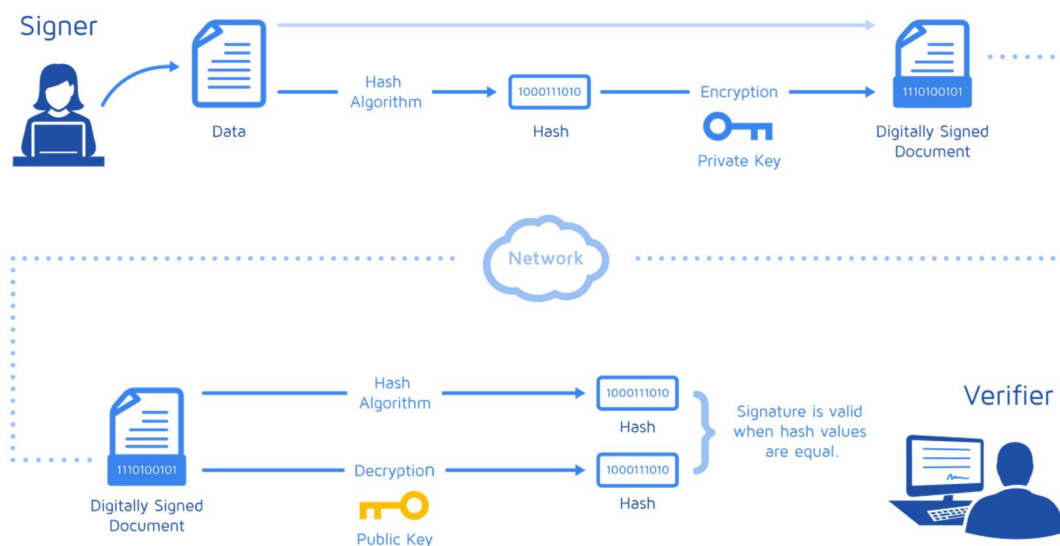 Signer
Hash
Algorithm
1000111010
Encryption
1110100101
Data
Hash
Digitally Signed
Document
Private Key
Network
Hash
Algorithm
1000111010
Hash
Verifier
Signature is valid
when hash values
are equal.
1110100101
Decryption
1000111010
Hash
Digitally Signed
Document
Public Key